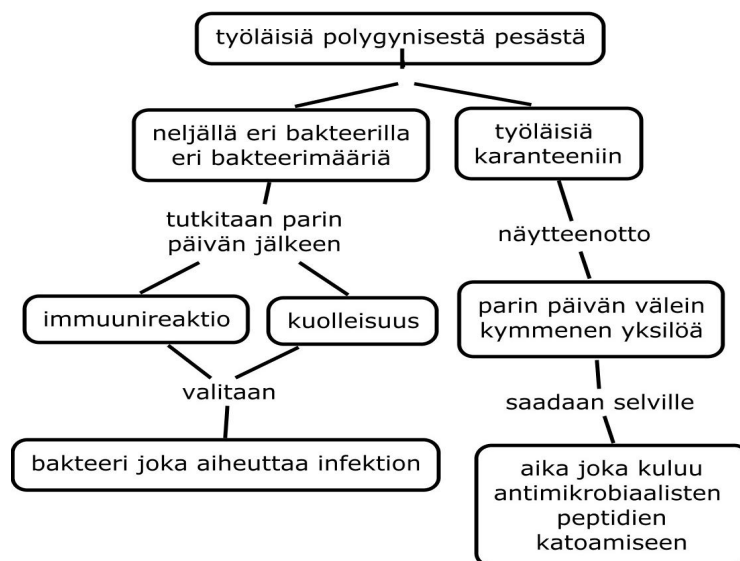 työläisiä polygynisestä pesästä
neljällä eri bakteerilla
eri bakteerimääriä
työläisiä
karanteeniin
tutkitaan parin
päivän jälkeen
näytteenotto
immuunireaktio
kuolleisuus
parin päivän välein
kymmenen yksilöä
valitaan
saadaan selville
bakteeri joka aiheuttaa infektion
aika joka kuluu
antimikrobiaalisten
peptidien
katoamiseen